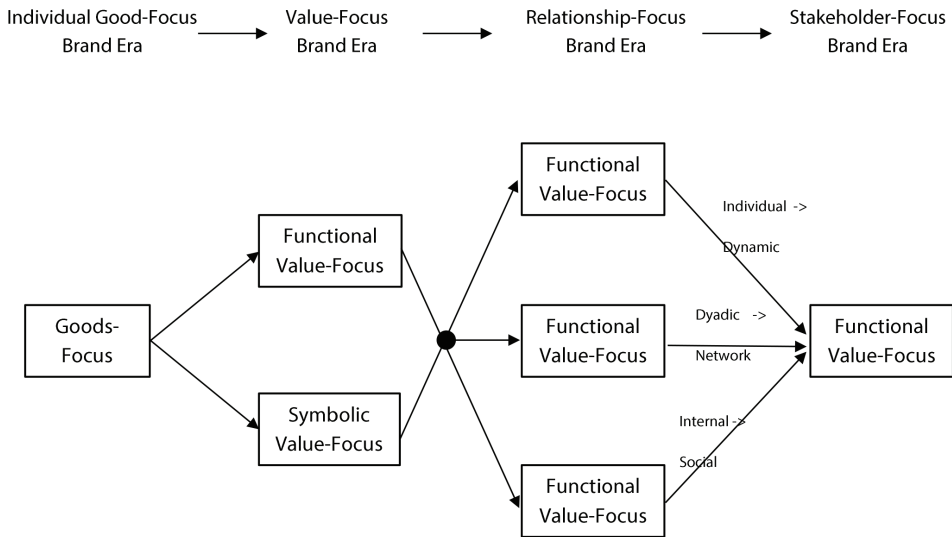 Individual Good-Focus
Brand Era
Value-Focus
Brand Era
Relationship-Focus
Brand Era
Stakeholder-Focus
Brand Era
Goods-
Focus
Functional
Value-Focus
Symbolic
Value-Focus
Functional
Value-Focus
Functional
Value-Focus
Functional
Value-Focus
Individual ->
Dynamic
Dyadic ->
Network
Internal ->
Social
Functional
Value-Focus